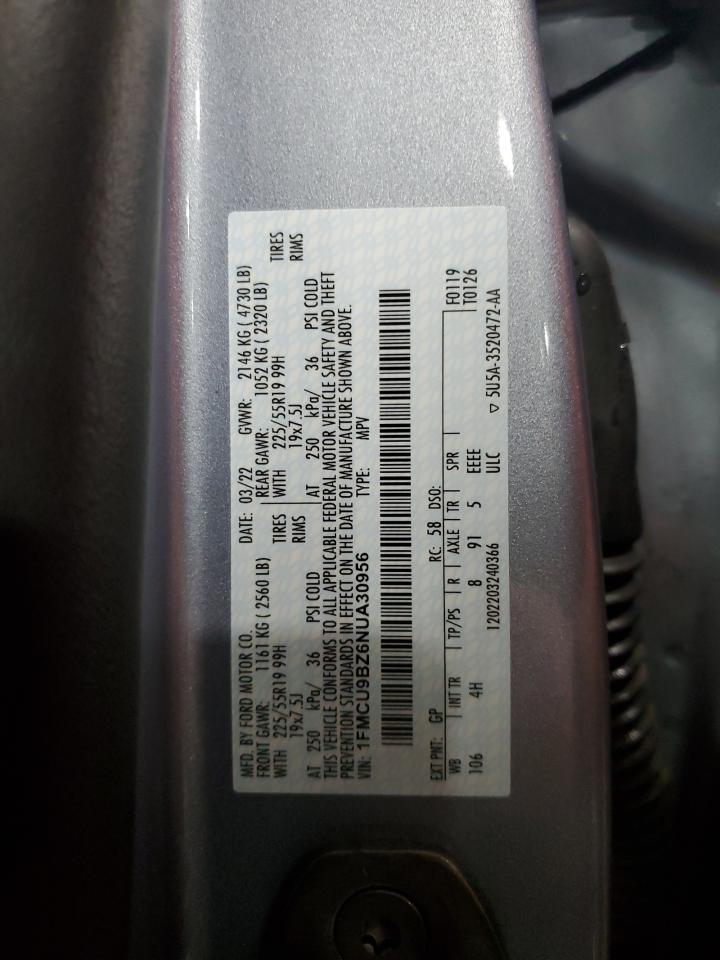 MFD. BY FORD MOTOR CO. DATE: 03/22 GVWR: 2146 KG ( 4730 LB)
FRONT GAWR: 1161 KG ( 2560 LB) REAR GAWR: 1052 KG ( 2320 LB)
WITH 225/55R19 99H TIRES WITH 225/55R19 99H TIRES
19x7.5J RIMS 19x7.5J RIMS
AT 250 kPa/ 36 PSI COLD AT 250 kPa/ 36 PSI COLD
THIS VEHICLE CONFORMS TO ALL APPLICABLE FEDERAL MOTOR VEHICLE SAFETY AND THEFT
PREVENTION STANDARDS IN EFFECT ON THE DATE OF MANUFACTURE SHOWN ABOVE.
VIN: 1FMCU9BZ6NUA30956 TYPE: MPV
EXT PNT: GP RC: 58 DSO: F0119
WB INT TR TP/PS R AXLE TR SPR T0126
106 4H 8 91 5 EEEE
1202203240366 ULC ▽ 5U5A-3520472-AA